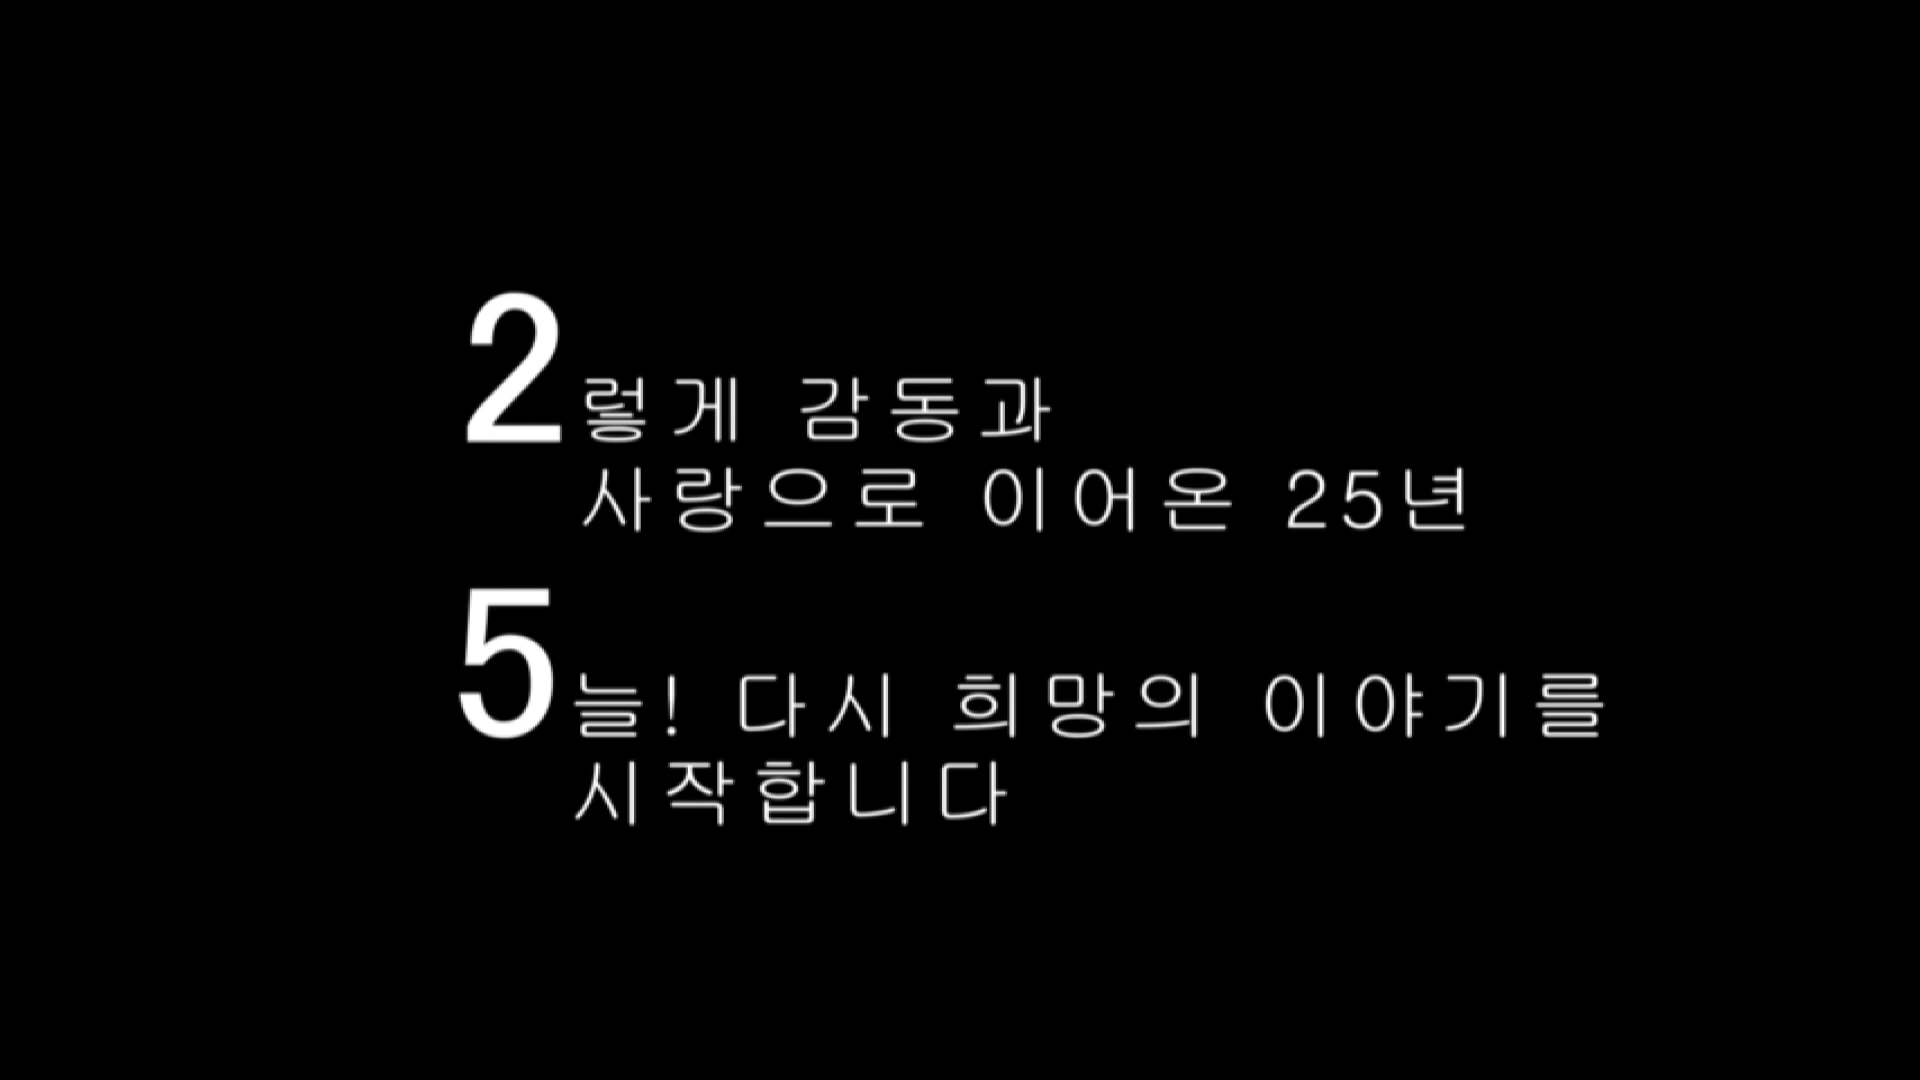 2렇게 감동과
사랑으로 이어온 25년
5늘! 다시 희망의 이야기를
시작합니다